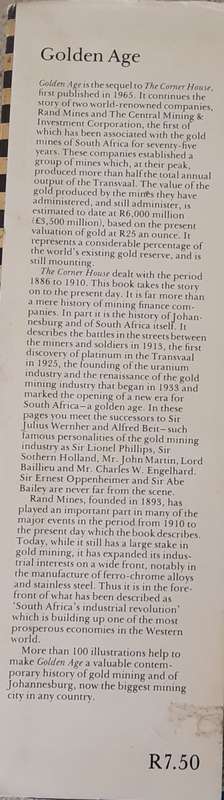 Golden Age
Golden Age is the sequel to The Corner House,
first published in 1965. It continues the
story of two world-renowned companies,
Rand Mines and The Central Mining &
Investment Corporation, the first of
which has been associated with the gold
mines of South Africa for seventy-five
years. These companies established a
group of mines which, at their peak,
produced more than half the total annual
output of the Transvaal. The value of the
gold produced by the mines they have
administered, and still administer, is
estimated to date at R6,000 million
(£3,500 million), based on the present
valuation of gold at R25 an ounce. It
represents a considerable percentage of
the world's existing gold reserve, and is
still mounting.
The Corner House dealt with the period
1886 to 1910. This book takes the story
on to the present day. It is far more than
a mere history of mining finance com-
panies. In part it is the history of Johan-
nesburg and of South Africa itself. It
describes the battles in the streets between
the miners and soldiers in 1913, the first
discovery of platinum in the Transvaal
in 1925, the founding of the uranium
industry and the renaissance of the gold
mining industry that began in 1933 and
marked the opening of a new era for
South Africa – a golden age. In these
pages you meet the successors to Sir
Julius Wernher and Alfred Beit – such
famous personalities of the gold mining
industry as Sir Lionel Phillips, Sir
Sothern Holland, Mr. John Martin, Lord
Baillieu and Mr. Charles W. Engelhard.
Sir Ernest Oppenheimer and Sir Abe
Bailey are never far from the scene.
Rand Mines, founded in 1893, has
played an important part in many of the
major events in the period from 1910 to
the present day which the book describes.
Today, while it still has a large stake in
gold mining, it has expanded its indus-
trial interests on a wide front, notably in
the manufacture of ferro-chrome alloys
and stainless steel. Thus it is in the fore-
front of what has been described as
'South Africa's industrial revolution'
which is building up one of the most
prosperous economies in the Western
world.
More than 100 illustrations help to
make Golden Age a valuable contem-
porary history of gold mining and of
Johannesburg, now the biggest mining
city in any country.
R7.50